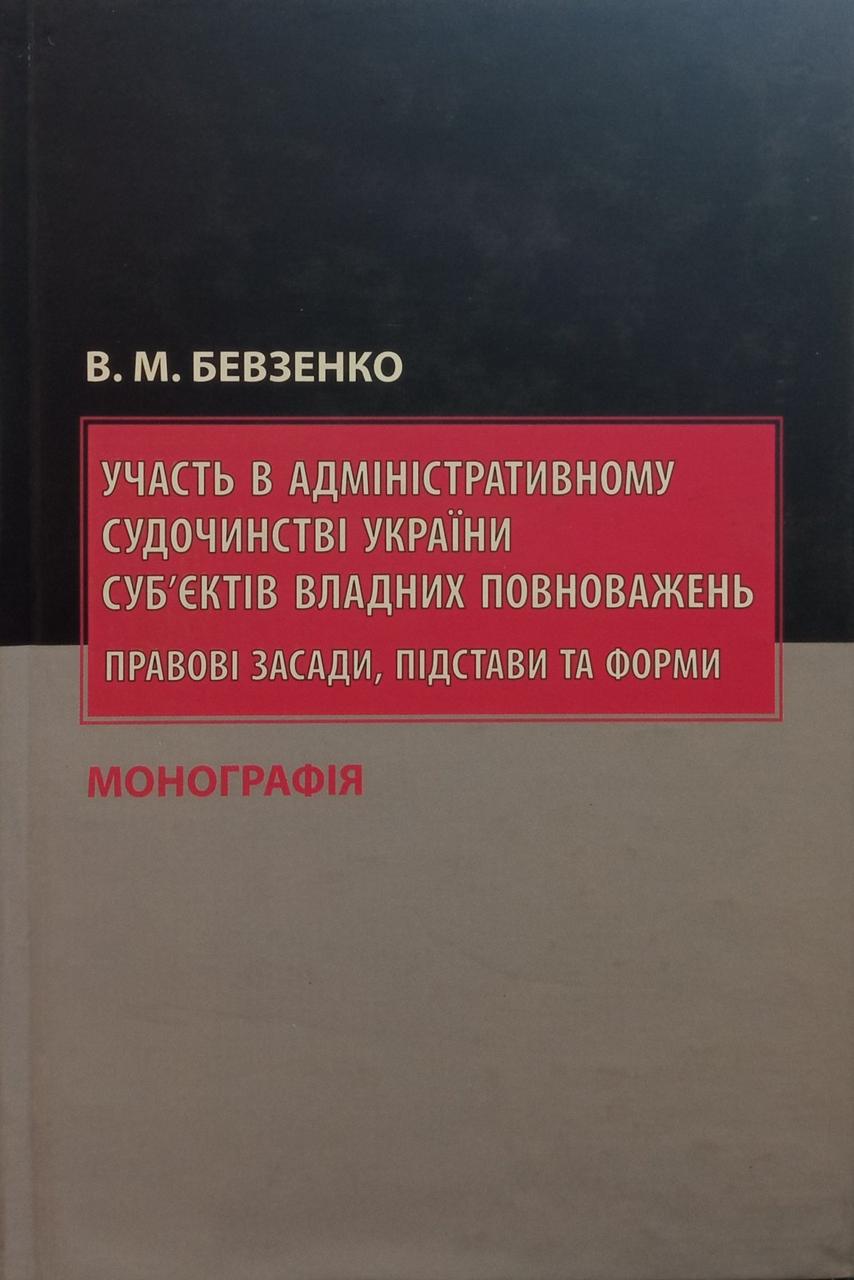 В. М. БЕВЗЕНКО
УЧАСТЬ В АДМІНІСТРАТИВНОМУ
СУДОЧИНСТВІ УКРАЇНИ
СУБ’ЄКТІВ ВЛАДНИХ ПОВНОВАЖЕНЬ
ПРАВОВІ ЗАСАДИ, ПІДСТАВИ ТА ФОРМИ
МОНОГРАФІЯ